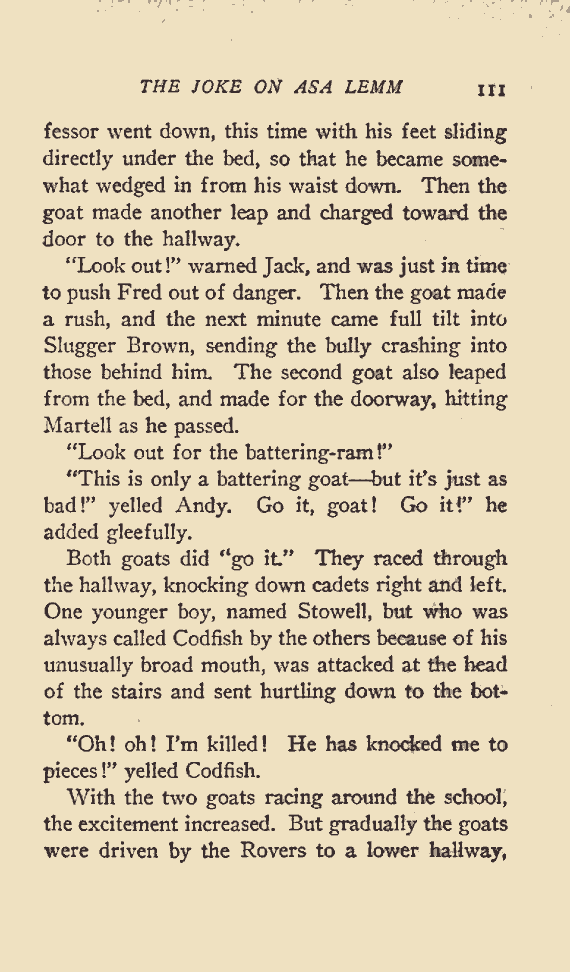 THE JOKE ON ASA LEMM 111
fessor went down, this time with his feet sliding
directly under the bed, so that he became some-
what wedged in from his waist down. Then the
goat made another leap and charged toward the
door to the hallway.
"Look out!" warned Jack, and was just in time
to push Fred out of danger. Then the goat made
a rush, and the next minute came full tilt into
Slugger Brown, sending the bully crashing into
those behind him. The second goat also leaped
from the bed, and made for the doorway, hitting
Martell as he passed.
"Look out for the battering-ram!"
"This is only a battering goat—but it's just as
bad!" yelled Andy. Go it, goat! Go it!" he
added gleefully.
Both goats did "go it." They raced through
the hallway, knocking down cadets right and left.
One younger boy, named Stowell, but who was
always called Codfish by the others because of his
unusually broad mouth, was attacked at the head
of the stairs and sent hurtling down to the bot-
tom.
"Oh! oh! I'm killed! He has knocked me to
pieces!" yelled Codfish.
With the two goats racing around the school,
the excitement increased. But gradually the goats
were driven by the Rovers to a lower hallway,